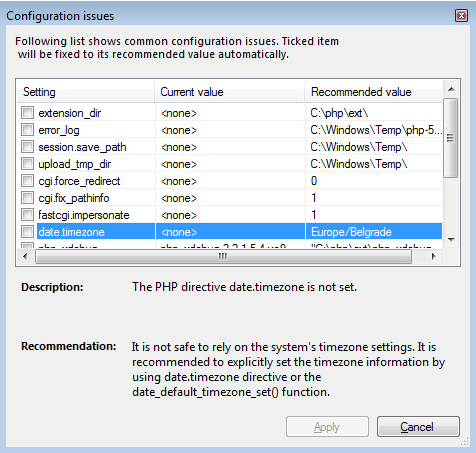 Configuration issues
Following list shows common configuration issues. Ticked item
will be fixed to its recommended value automatically.
Setting Current value Recommended value
extension_dir <none> C:\php\ext\
error_log <none> C:\Windows\Temp\php-5...
session.save_path <none> C:\Windows\Temp\
upload_tmp_dir <none> C:\Windows\Temp\
cgi.force_redirect <none> 0
cgi.fix_pathinfo <none> 1
fastcgi.impersonate <none> 1
date.timezone <none> Europe/Belgrade
Description: The PHP directive date.timezone is not set.
Recommendation: It is not safe to rely on the system's timezone settings. It is
recommended to explicitly set the timezone information by
using date.timezone directive or the
date_default_timezone_set() function.
Apply Cancel